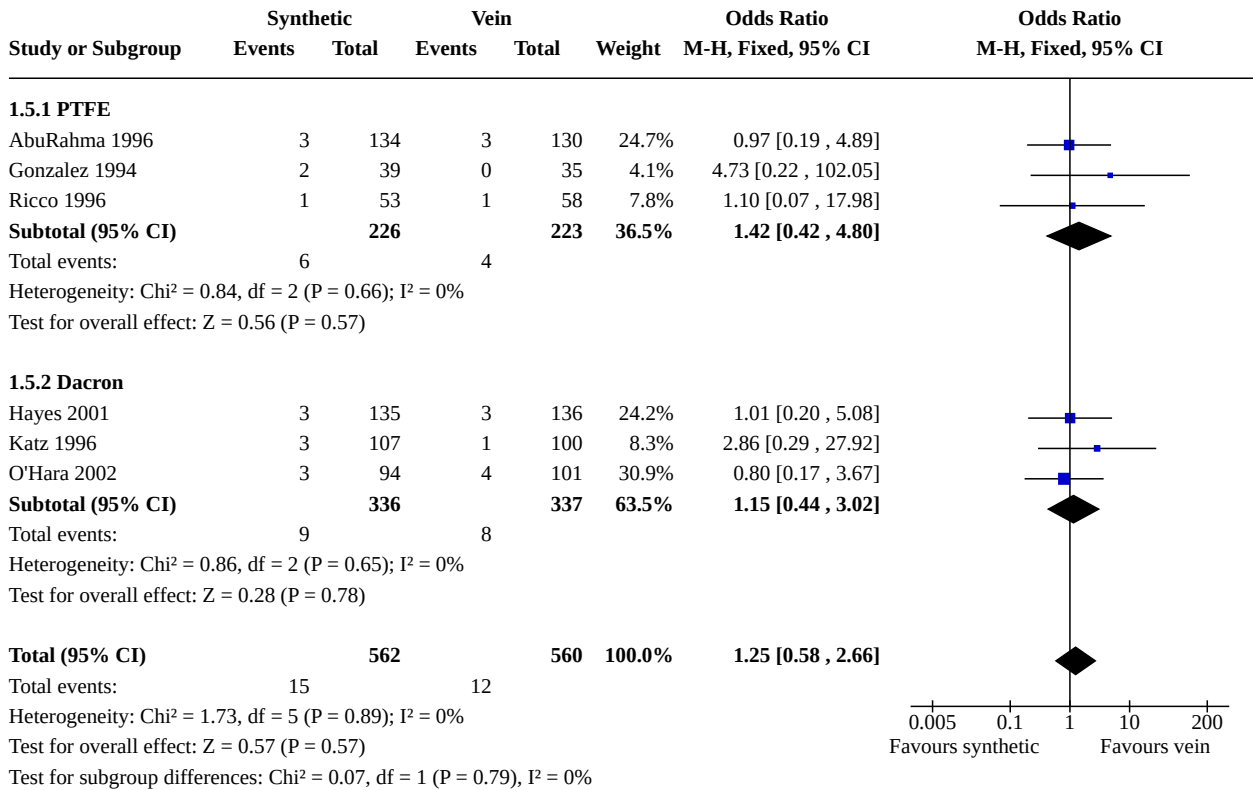 Synthetic Vein Odds Ratio Odds Ratio
Study or Subgroup Events Total Events Total Weight M-H, Fixed, 95% CI M-H, Fixed, 95% CI
1.5.1 PTFE
AbuRahma 1996 3 134 3 130 24.7% 0.97 [0.19 , 4.89]
Gonzalez 1994 2 39 0 35 4.1% 4.73 [0.22 , 102.05]
Ricco 1996 1 53 1 58 7.8% 1.10 [0.07 , 17.98]
Subtotal (95% CI) 226 223 36.5% 1.42 [0.42 , 4.80]
Total events: 6 4
Heterogeneity: Chi² = 0.84, df = 2 (P = 0.66); I² = 0%
Test for overall effect: Z = 0.56 (P = 0.57)
1.5.2 Dacron
Hayes 2001 3 135 3 136 24.2% 1.01 [0.20 , 5.08]
Katz 1996 3 107 1 100 8.3% 2.86 [0.29 , 27.92]
O'Hara 2002 3 94 4 101 30.9% 0.80 [0.17 , 3.67]
Subtotal (95% CI) 336 337 63.5% 1.15 [0.44 , 3.02]
Total events: 9 8
Heterogeneity: Chi² = 0.86, df = 2 (P = 0.65); I² = 0%
Test for overall effect: Z = 0.28 (P = 0.78)
Total (95% CI) 562 560 100.0% 1.25 [0.58 , 2.66]
Total events: 15 12
Heterogeneity: Chi² = 1.73, df = 5 (P = 0.89); I² = 0%
0.005 0.1 1 10 200
Test for overall effect: Z = 0.57 (P = 0.57)
Favours synthetic Favours vein
Test for subgroup differences: Chi² = 0.07, df = 1 (P = 0.79), I² = 0%